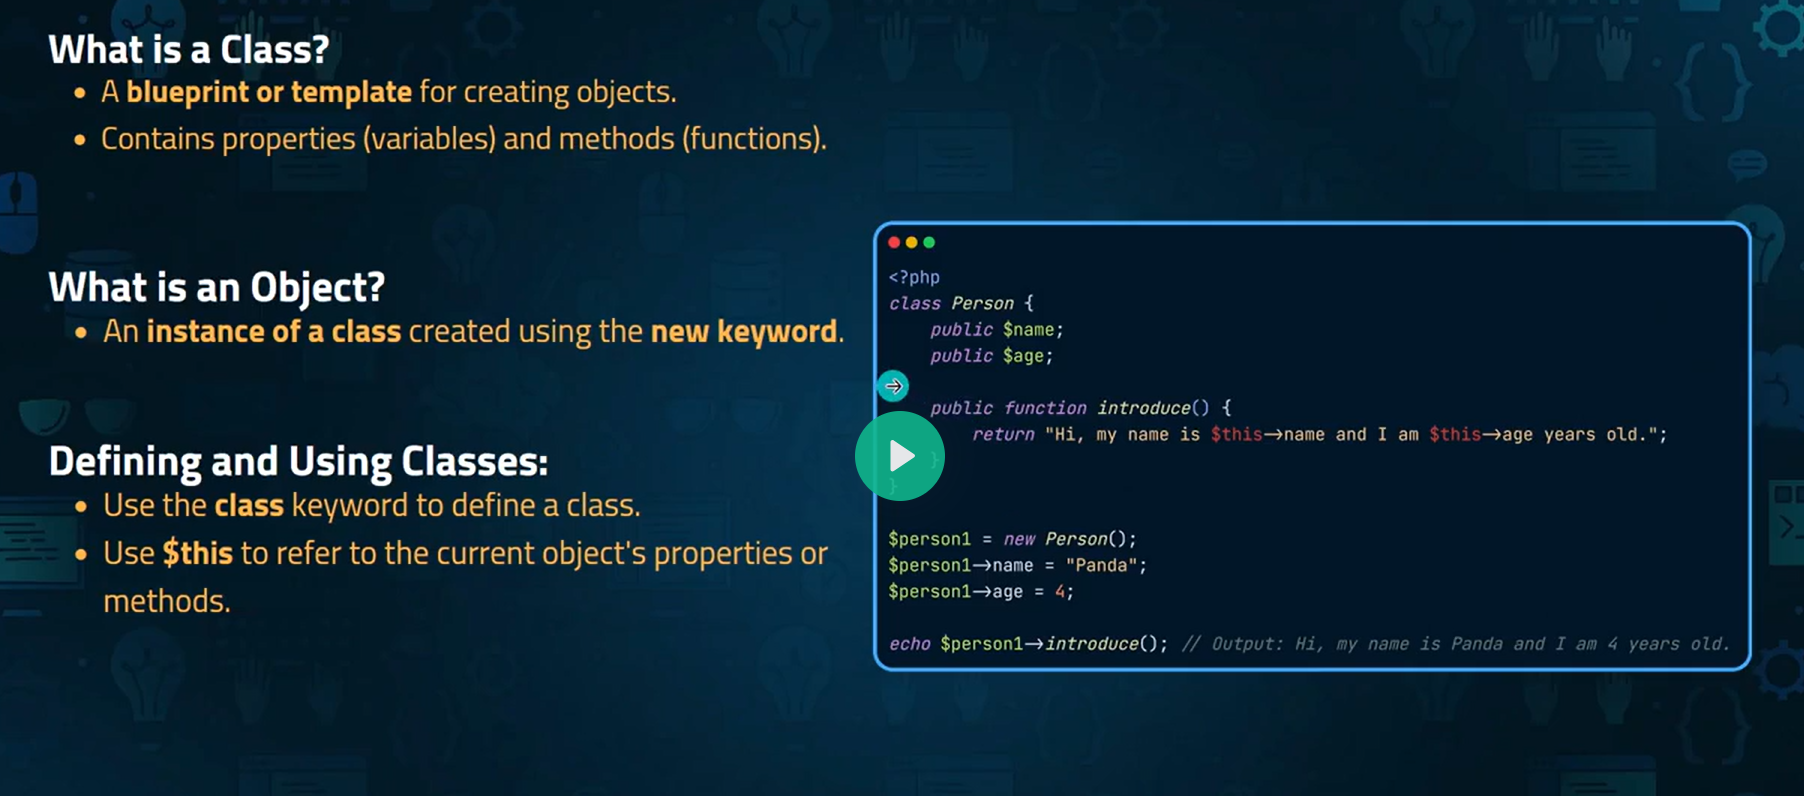 What is a Class?
• A blueprint or template for creating objects.
• Contains properties (variables) and methods (functions).
What is an Object?
• An instance of a class created using the new keyword.
Defining and Using Classes:
• Use the class keyword to define a class.
• Use $this to refer to the current object's properties or
methods.
<?php
class Person {
    public $name;
    public $age;

    public function introduce() {
        return "Hi, my name is $this->name and I am $this->age years old.";
    }
}

$person1 = new Person();
$person1->name = "Panda";
$person1->age = 4;

echo $person1->introduce(); // Output: Hi, my name is Panda and I am 4 years old.